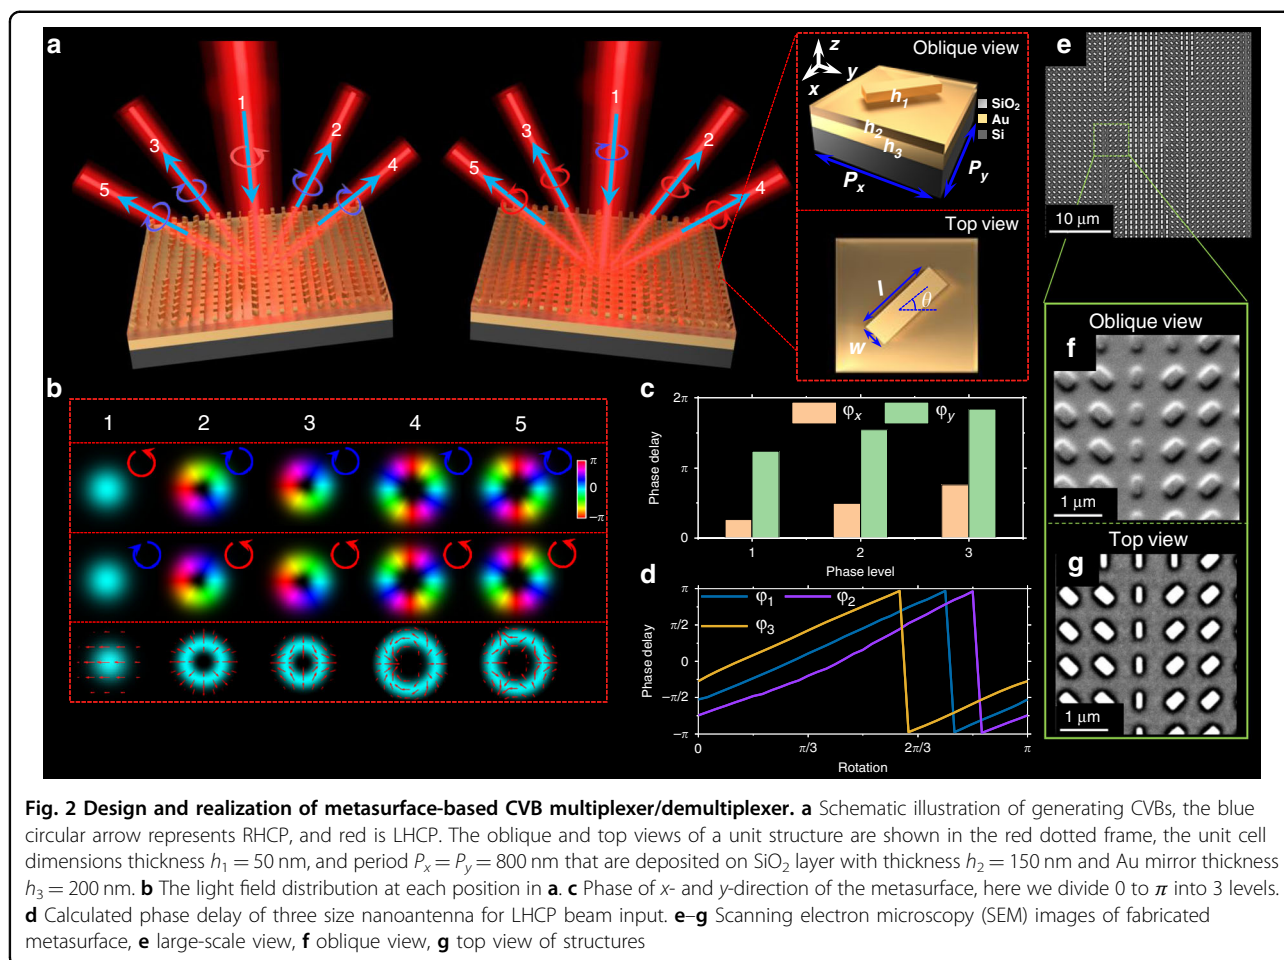 a
1
2
3
4
5
1
2
3
4
5
Oblique view
z
y
x
h1
h2
h3
Px
Py
SiO2
Au
Si
Top view
l
w
θ
e
10 μm
Oblique view
f
1 μm
Top view
g
1 μm
b
1 2 3 4 5
π
0
−π
c
2π
π
0
Phase delay
φx φy
1 2 3
Phase level
d
π
π/2
0
−π/2
−π
Phase delay
φ1 φ2
φ3
0 π/3 2π/3 π
Rotation
Fig. 2 Design and realization of metasurface-based CVB multiplexer/demultiplexer. a Schematic illustration of generating CVBs, the blue
circular arrow represents RHCP, and red is LHCP. The oblique and top views of a unit structure are shown in the red dotted frame, the unit cell
dimensions thickness h1 = 50 nm, and period Px = Py = 800 nm that are deposited on SiO2 layer with thickness h2 = 150 nm and Au mirror thickness
h3 = 200 nm. b The light field distribution at each position in a. c Phase of x- and y-direction of the metasurface, here we divide 0 to π into 3 levels.
d Calculated phase delay of three size nanoantenna for LHCP beam input. e–g Scanning electron microscopy (SEM) images of fabricated
metasurface, e large-scale view, f oblique view, g top view of structures